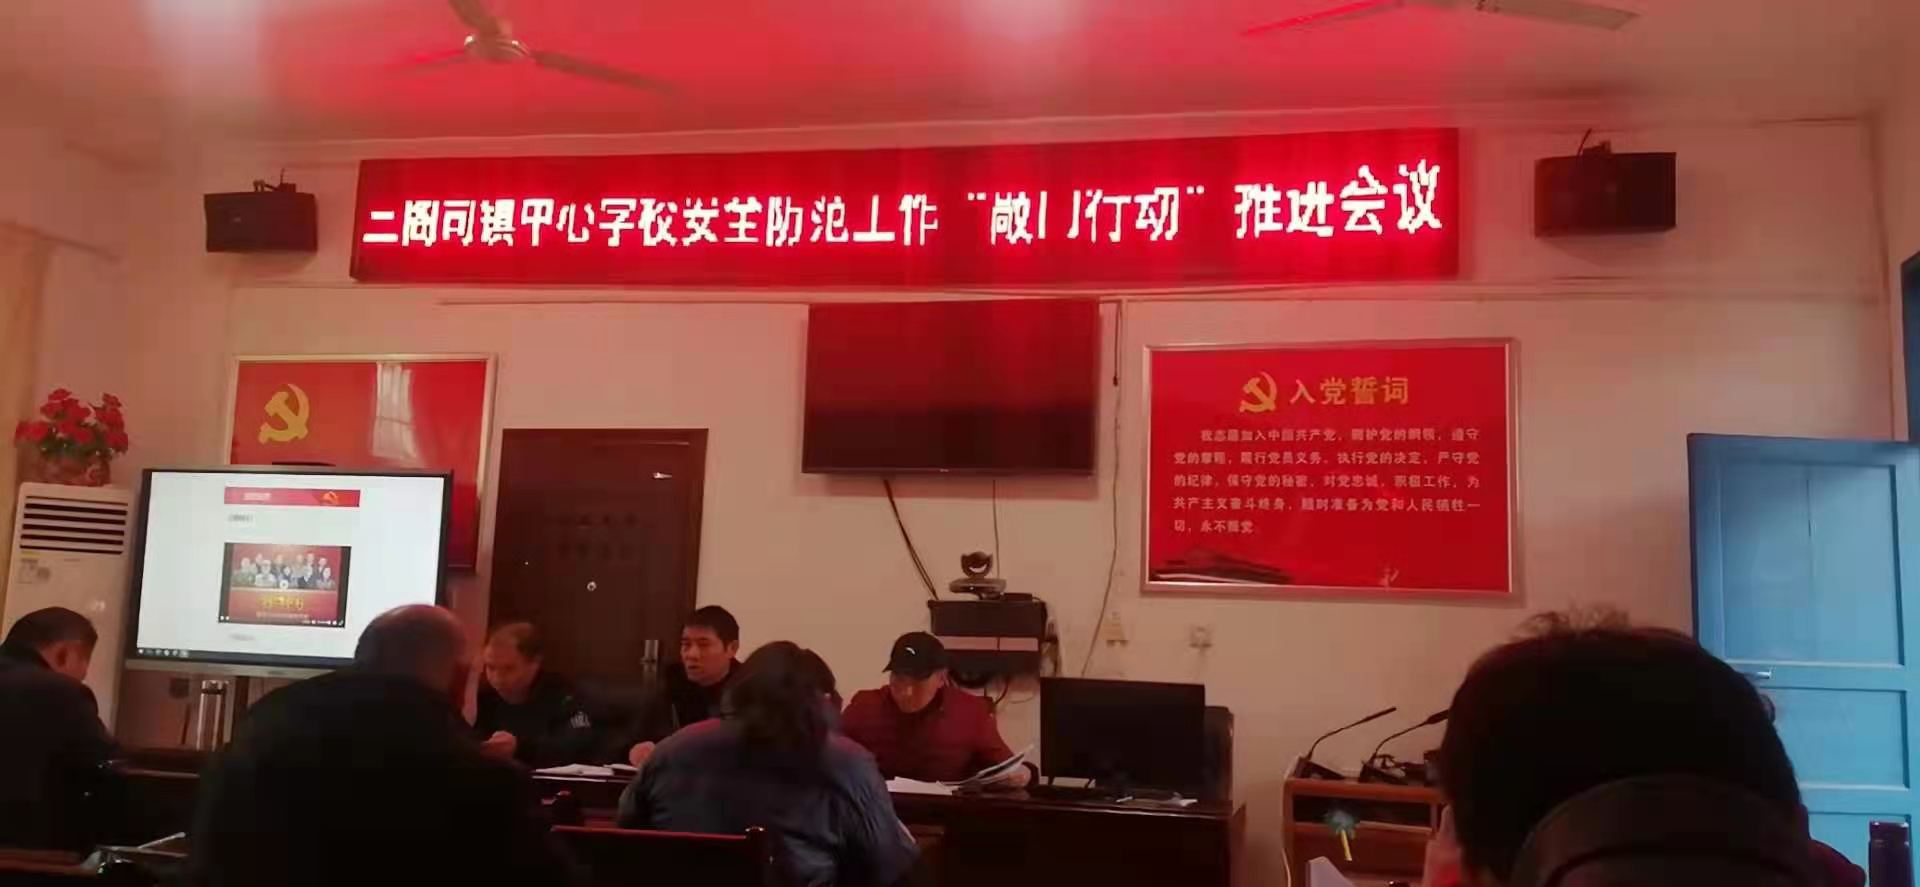 二阁司镇中心学校安全防范工作“敲门行动”推进会议
入党誓词
我志愿加入中国共产党，拥护党的纲领，遵守
党的章程，履行党员义务，执行党的决定，严守党
的纪律，保守党的秘密，对党忠诚，积极工作，为
共产主义奋斗终身，随时准备为党和人民牺牲一
切，永不叛党